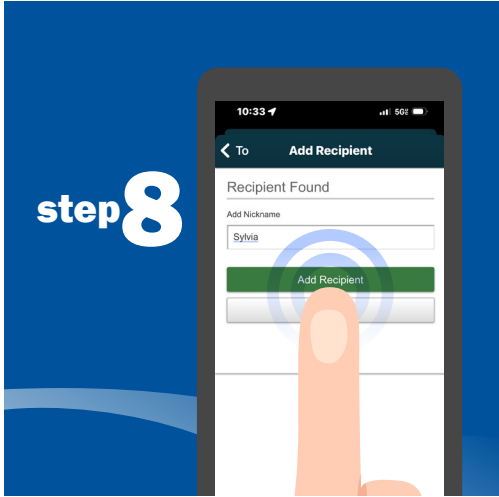 step8
10:33
5G
To
Add Recipient
Recipient Found
Add Nickname
Sylvia
Add Recipient